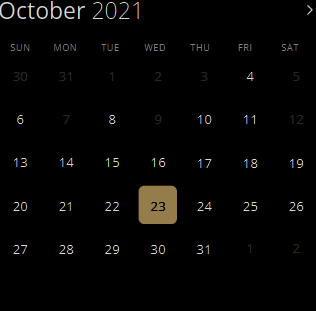 October 2021
SUN MON TUE WED THU FRI SAT
30 31 1 2 3 4 5
6 7 8 9 10 11 12
13 14 15 16 17 18 19
20 21 22 23 24 25 26
27 28 29 30 31 1 2